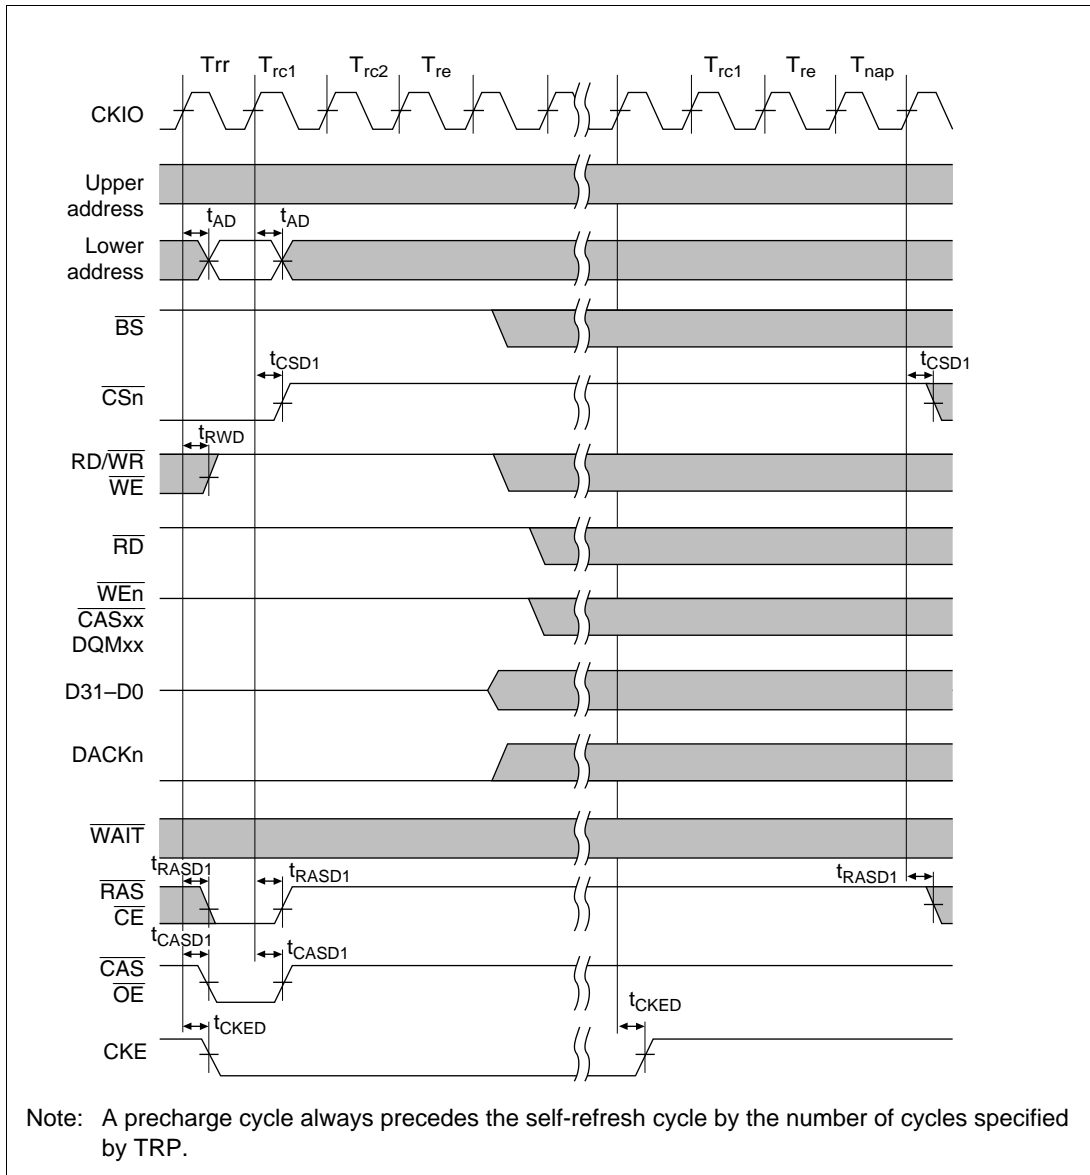 Trr Trc1 Trc2 Tre Trc1 Tre Tnap
CKIO
Upper
address
tAD tAD
Lower
address
BS
tCSD1 tCSD1
CSn
tRWD
RD/WR
WE
RD
WEn
CASxx
DQMxx
D31–D0
DACKn
WAIT
tRASD1 tRASD1 tRASD1
RAS
CE
tCASD1 tCASD1
CAS
OE
tCKED tCKED
CKE
Note: A precharge cycle always precedes the self-refresh cycle by the number of cycles specified
by TRP.